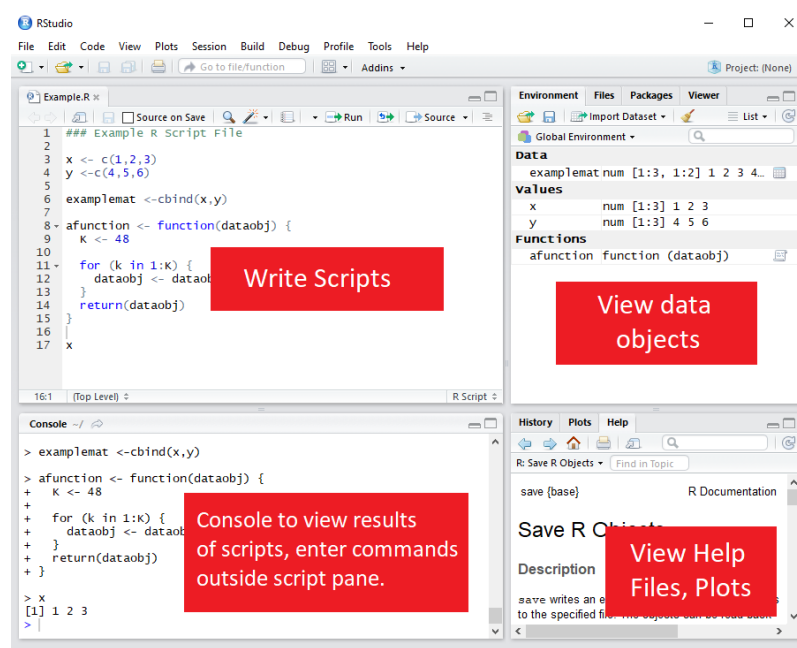 RStudio
File Edit Code View Plots Session Build Debug Profile Tools Help
Go to file/function Addins Project: (None)
Example.R
Source on Save Run Source
1 ### Example R Script File
2
3 x <- c(1,2,3)
4 y <-c(4,5,6)
5
6 examplemat <-cbind(x,y)
7
8 afunction <- function(dataobj) {
9 K <- 48
10
11 for (k in 1:K) {
12 dataobj <- datao
13 }
14 return(dataobj)
15 }
16
17 x
Write Scripts
16:1 (Top Level) R Script
Environment Files Packages Viewer
Import Dataset List
Global Environment
Data
examplemat num [1:3, 1:2] 1 2 3 4…
Values
x num [1:3] 1 2 3
y num [1:3] 4 5 6
Functions
afunction function (dataobj)
View data
objects
Console ~/
> examplemat <-cbind(x,y)
> afunction <- function(dataobj) {
+ K <- 48
+
+ for (k in 1:K) {
+ dataobj <- datao
+ }
+ return(dataobj)
+ }
> x
[1] 1 2 3
>
Console to view results
of scripts, enter commands
outside script pane.
History Plots Help
R: Save R Objects Find in Topic
save {base} R Documentation
Save R O
Description
save writes an e
to the specified
View Help
Files, Plots